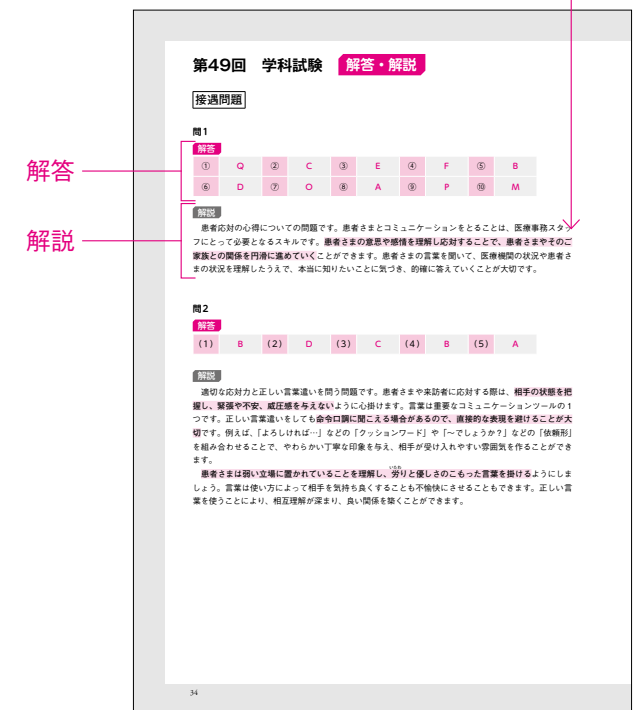 第49回 学科試験 解答・解説
接遇問題
問1
解答
① Q ② C ③ E ④ F ⑤ B
⑥ D ⑦ O ⑧ A ⑨ P ⑩ M
解答
解説
解説
患者応対の心得についての問題です。患者さまとコミュニケーションをとることは、医療事務スタッ
フにとって必要となるスキルです。患者さまの意思や感情を理解し応対することで、患者さまやそのご
家族との関係を円滑に進めていくことができます。患者さまの言葉を聞いて、医療機関の状況や患者さ
まの状況を理解したうえで、本当に知りたいことに気づき、的確に答えていくことが大切です。
問2
解答
(1) B (2) D (3) C (4) B (5) A
解説
適切な応対力と正しい言葉遣いを問う問題です。患者さまや来訪者に応対する際は、相手の状態を把
握し、緊張や不安、威圧感を与えないように心掛けます。言葉は重要なコミュニケーションツールの1
つです。正しい言葉遣いをしても命令口調に聞こえる場合があるので、直接的な表現を避けることが大
切です。例えば、「よろしければ…」などの「クッションワード」や「〜でしょうか?」などの「依頼形」
を組み合わせることで、やわらかい丁寧な印象を与え、相手が受け入れやすい雰囲気を作ることができ
ます。
いたわ
患者さまは弱い立場に置かれていることを理解し、労りと優しさのこもった言葉を掛けるようにしま
しょう。言葉は使い方によって相手を気持ち良くすることも不愉快にさせることもできます。正しい言
葉を使うことにより、相互理解が深まり、良い関係を築くことができます。
34